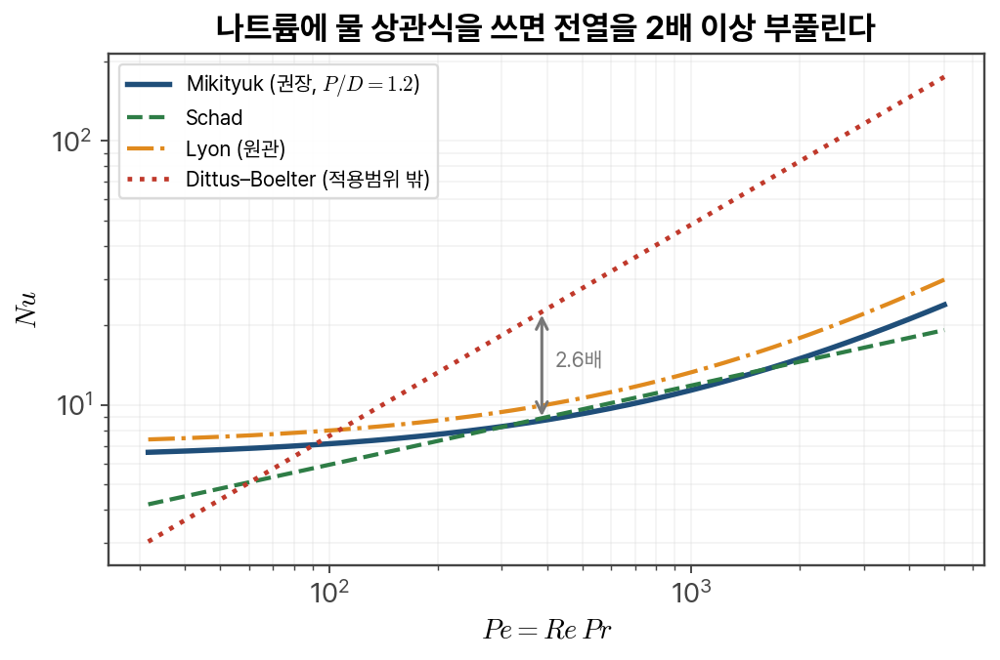 나트륨에 물 상관식을 쓰면 전열을 2배 이상 부풀린다
Mikityuk (권장, P/D = 1.2)
Schad
Lyon (원관)
Dittus–Boelter (적용범위 밖)
10²
10¹
Nu
2.6배
10²
10³
Pe = Re Pr